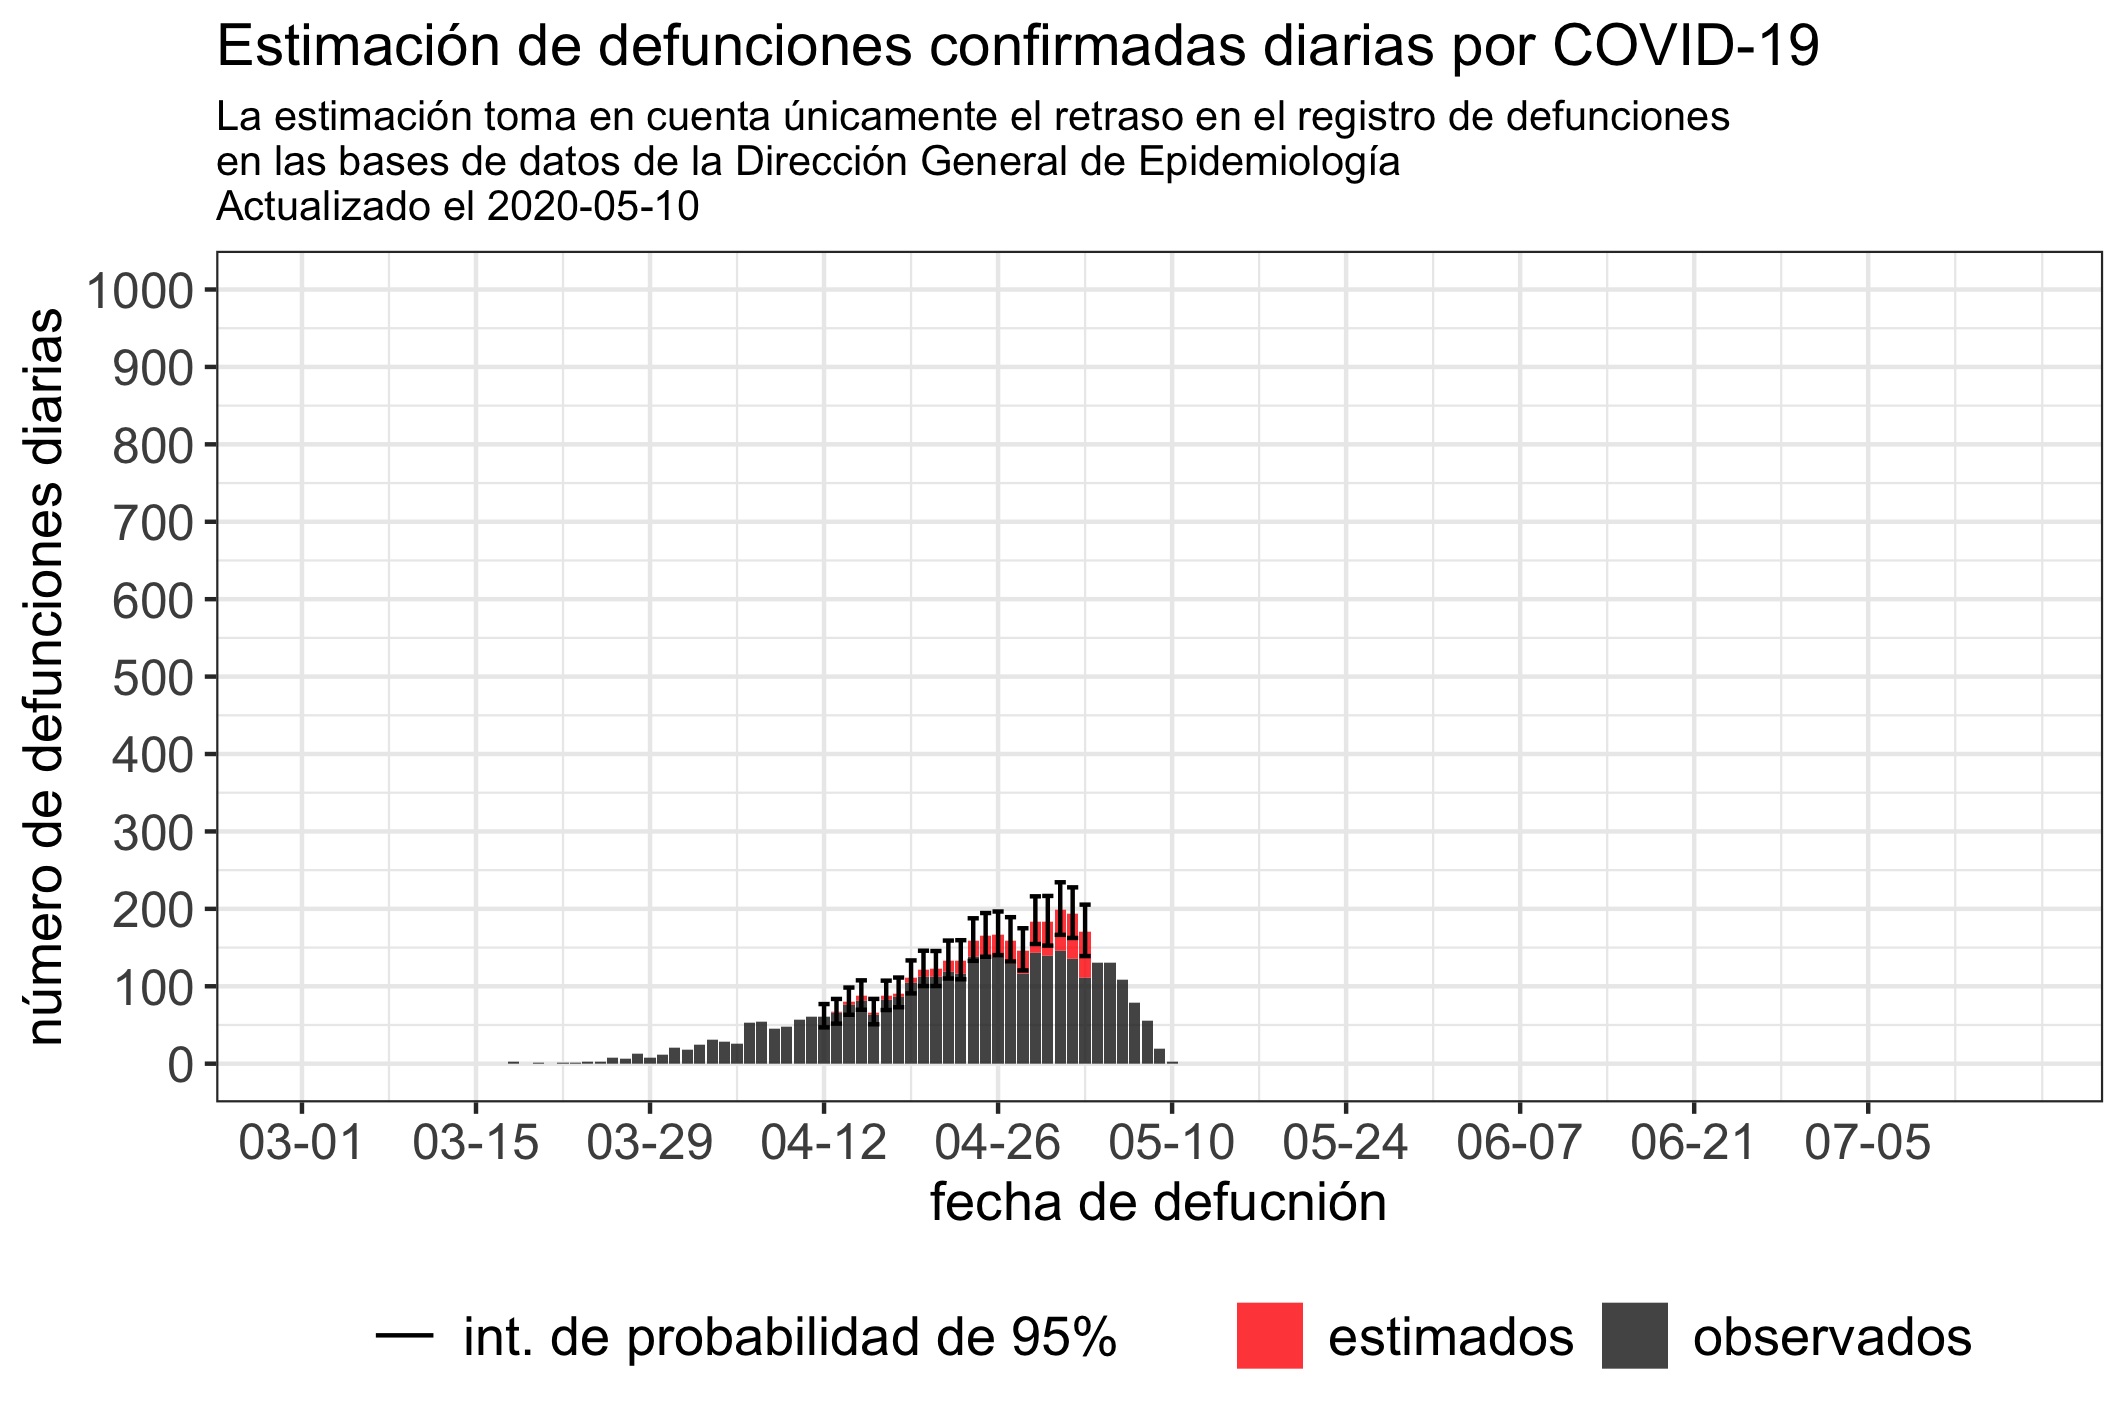 Estimación de defunciones confirmadas diarias por COVID-19
La estimación toma en cuenta únicamente el retraso en el registro de defunciones
en las bases de datos de la Dirección General de Epidemiología
Actualizado el 2020-05-10
número de defunciones diarias
1000
900
800
700
600
500
400
300
200
100
0
03-01 03-15 03-29 04-12 04-26 05-10 05-24 06-07 06-21 07-05
fecha de defucnión
int. de probabilidad de 95% estimados observados